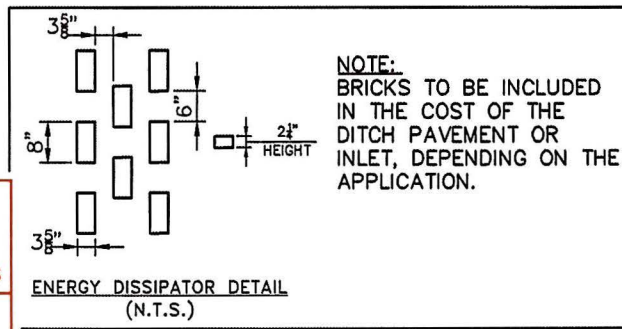 3⅝"
6"
8"
2¼"
HEIGHT
3⅝"
ENERGY DISSIPATOR DETAIL
(N.T.S.)
NOTE:
BRICKS TO BE INCLUDED
IN THE COST OF THE
DITCH PAVEMENT OR
INLET, DEPENDING ON THE
APPLICATION.